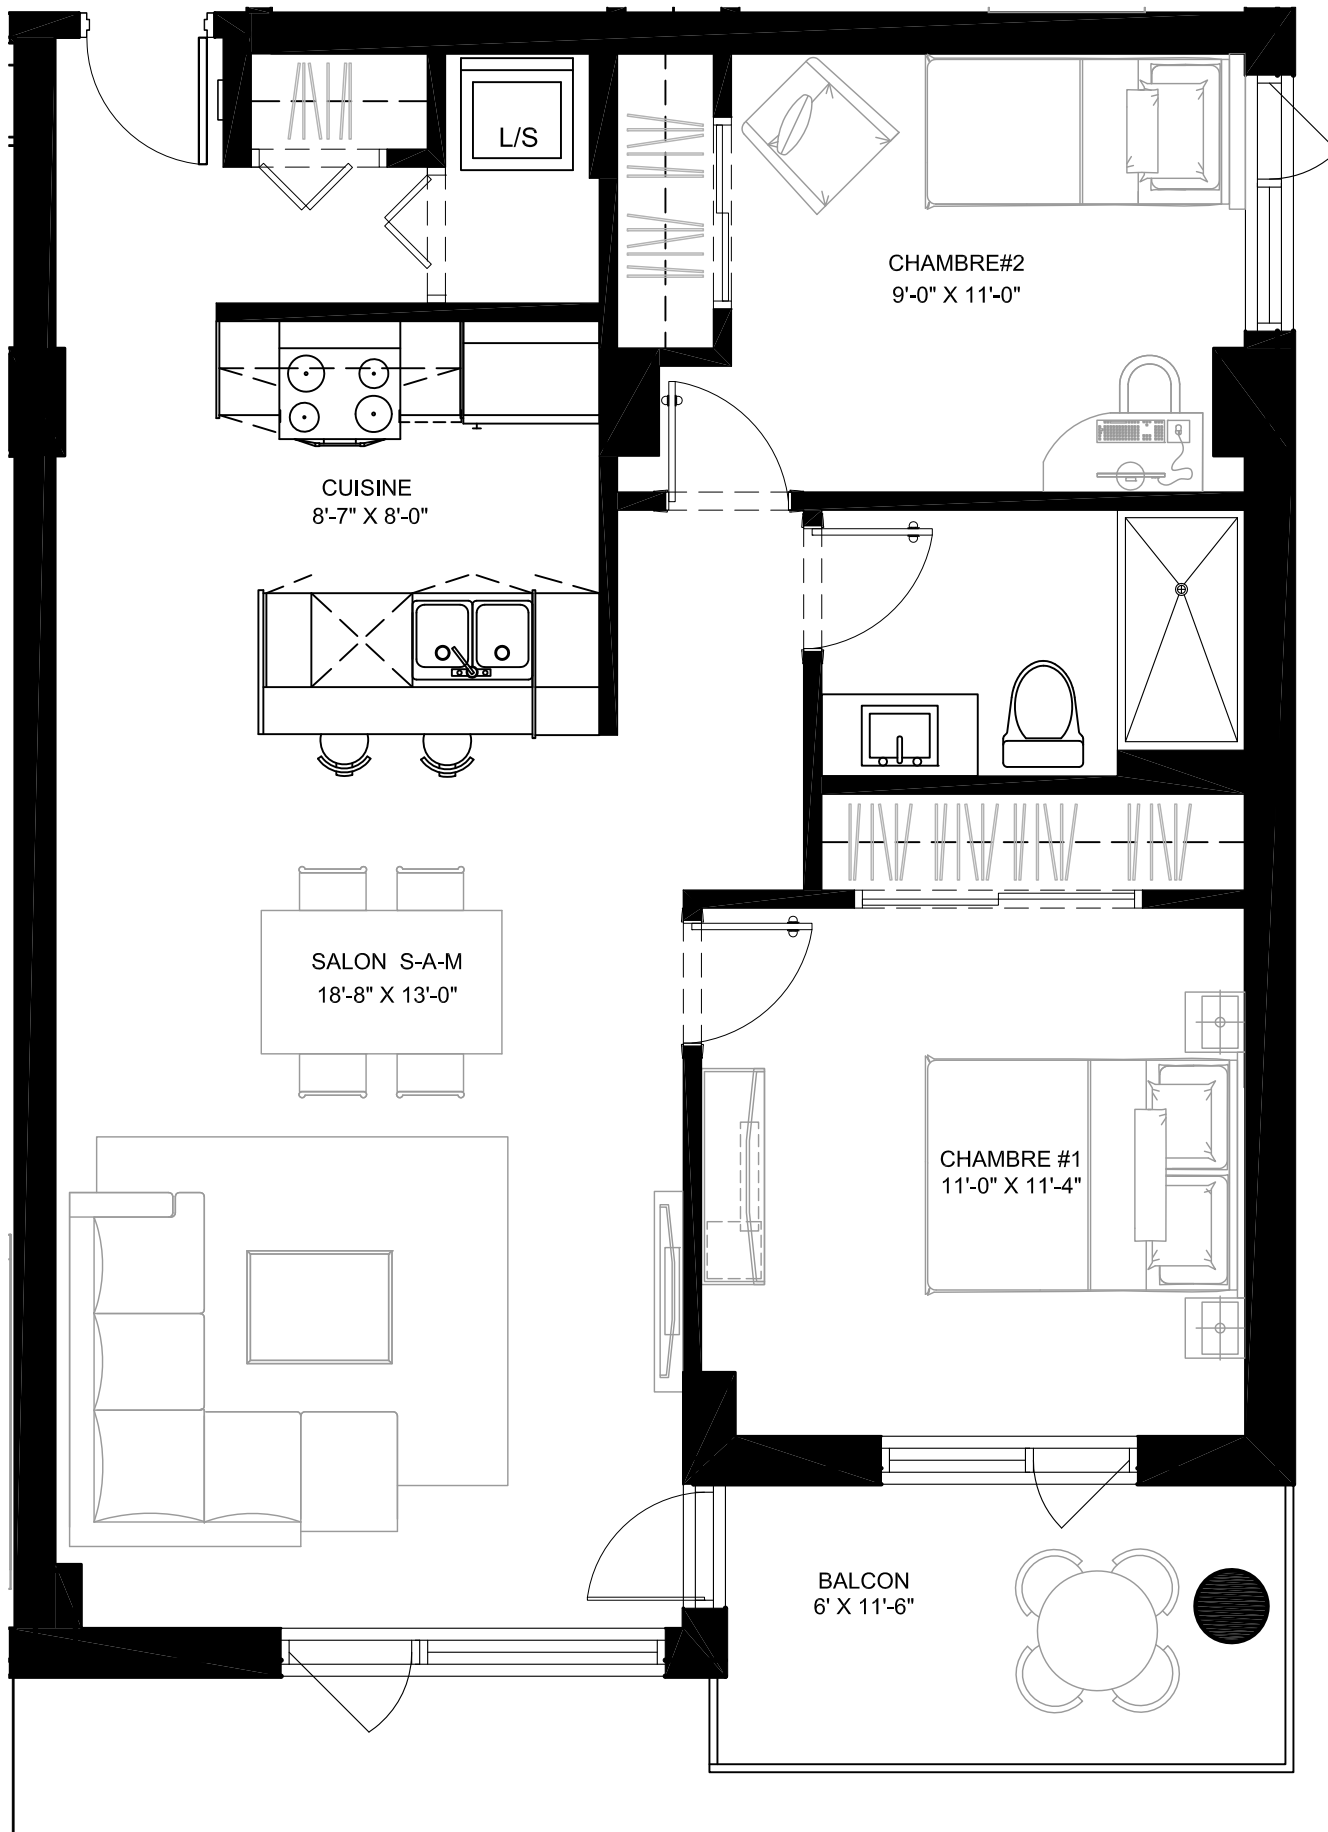 L/S
CHAMBRE#2
9'-0" X 11'-0"
CUISINE
8'-7" X 8'-0"
SALON S-A-M
18'-8" X 13'-0"
CHAMBRE #1
11'-0" X 11'-4"
BALCON
6' X 11'-6"